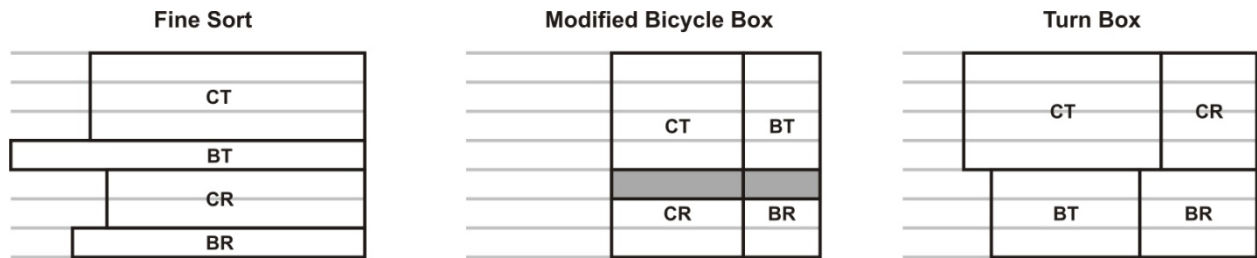 Fine Sort
CT
BT
CR
BR
Modified Bicycle Box
CT BT
CR BR
Turn Box
CT CR
BT BR